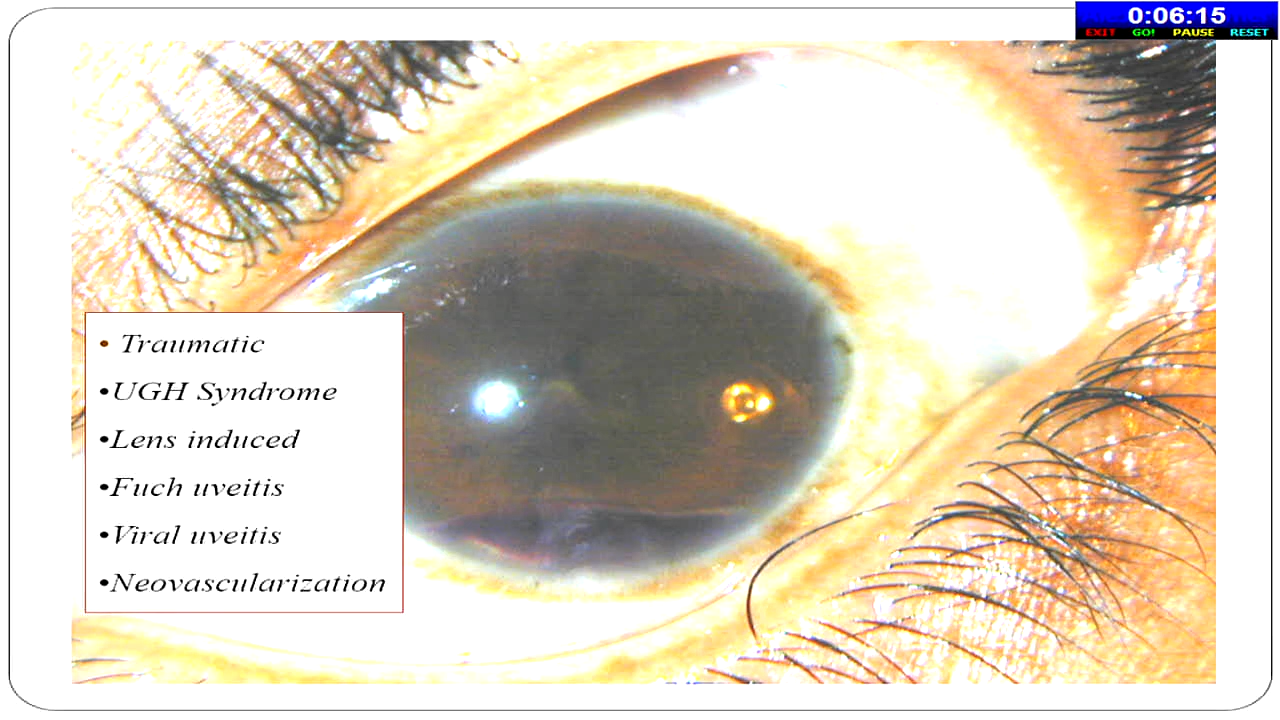 0:06:15
EXIT GO! PAUSE RESET
• Traumatic
•UGH Syndrome
•Lens induced
•Fuch uveitis
•Viral uveitis
•Neovascularization